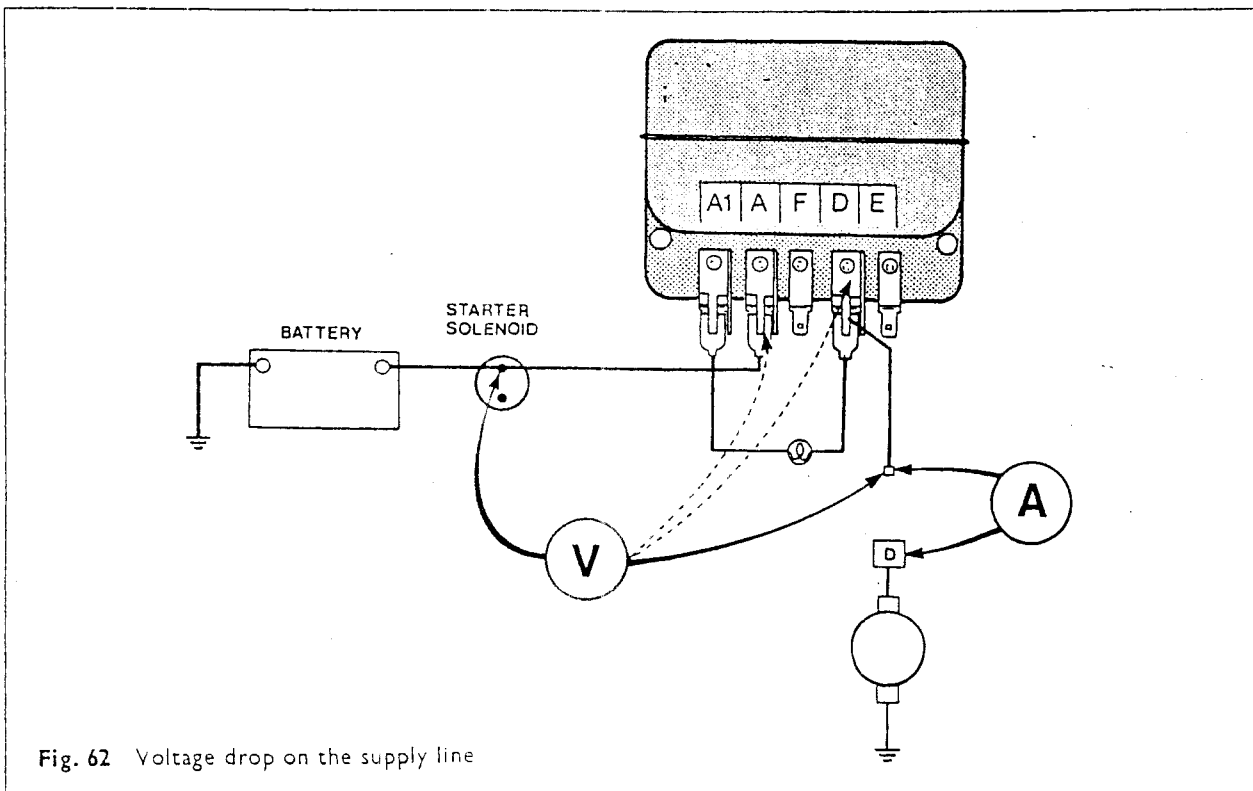 A1 A F D E
STARTER
SOLENOID
BATTERY
V
A
D
Fig. 62 Voltage drop on the supply line